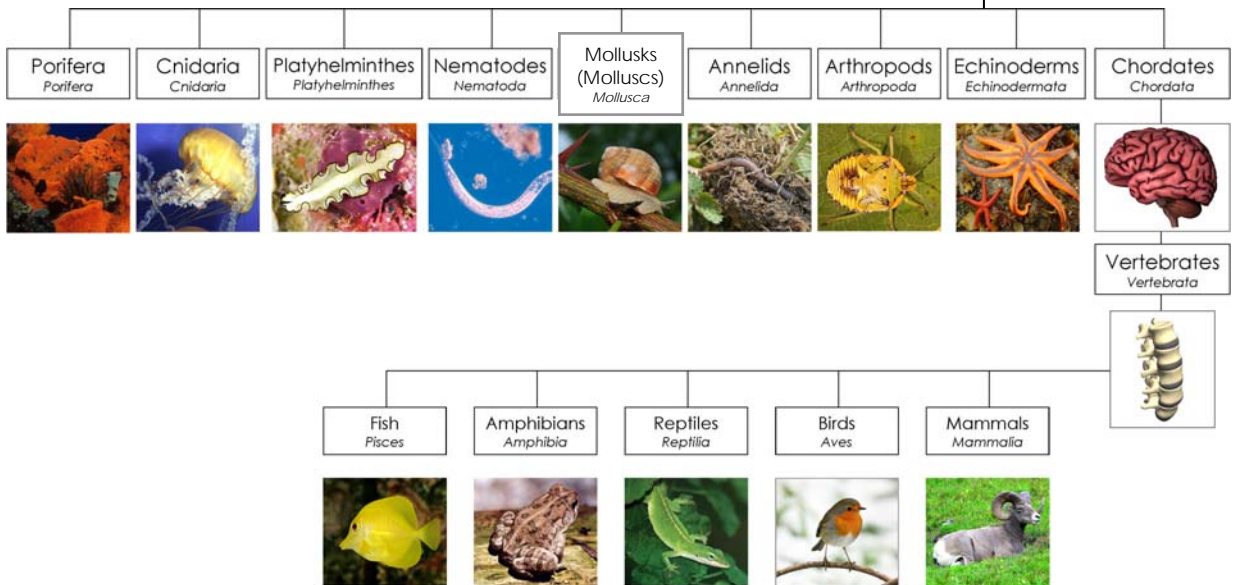 Porifera
Porifera
Cnidaria
Cnidaria
Platyhelminthes
Platyhelminthes
Nematodes
Nematoda
Mollusks
(Molluscs)
Mollusca
Annelids
Annelida
Arthropods
Arthropoda
Echinoderms
Echinodermata
Chordates
Chordata
Vertebrates
Vertebrata
Fish
Pisces
Amphibians
Amphibia
Reptiles
Reptilia
Birds
Aves
Mammals
Mammalia